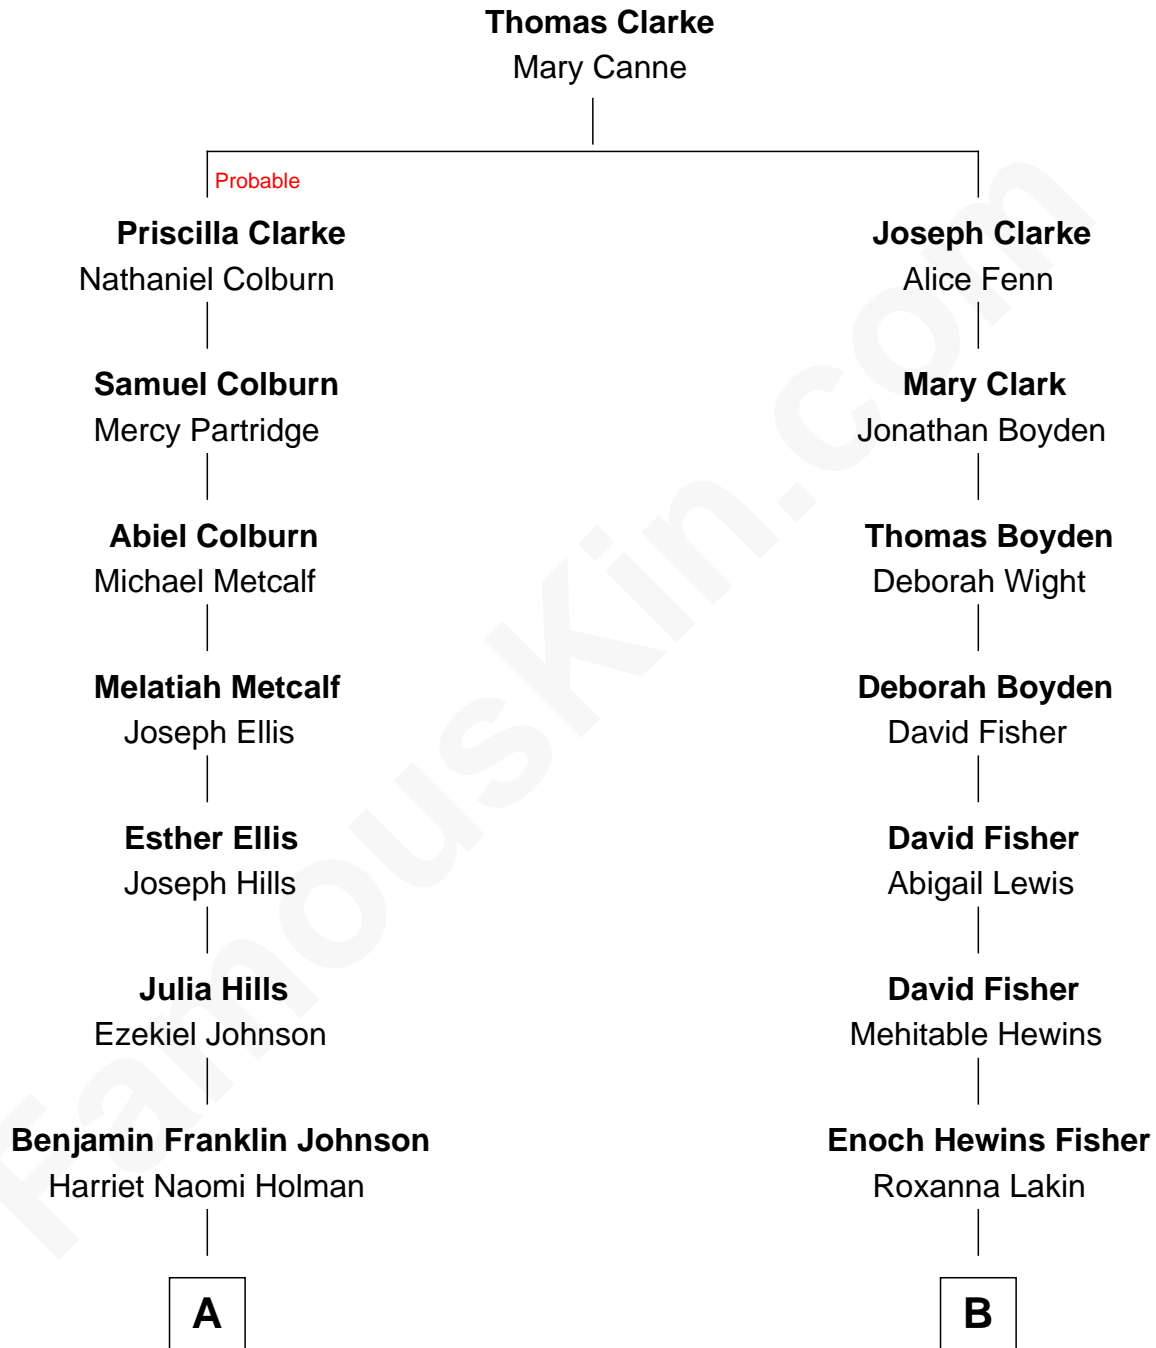 Thomas Clarke
Mary Canne
Probable
Priscilla Clarke
Nathaniel Colburn
Joseph Clarke
Alice Fenn
Samuel Colburn
Mercy Partridge
Mary Clark
Jonathan Boyden
Abiel Colburn
Michael Metcalf
Thomas Boyden
Deborah Wight
Melatiah Metcalf
Joseph Ellis
Deborah Boyden
David Fisher
Esther Ellis
Joseph Hills
David Fisher
Abigail Lewis
Julia Hills
Ezekiel Johnson
David Fisher
Mehitable Hewins
Benjamin Franklin Johnson
Harriet Naomi Holman
Enoch Hewins Fisher
Roxanna Lakin
A
B
FamousKin.com